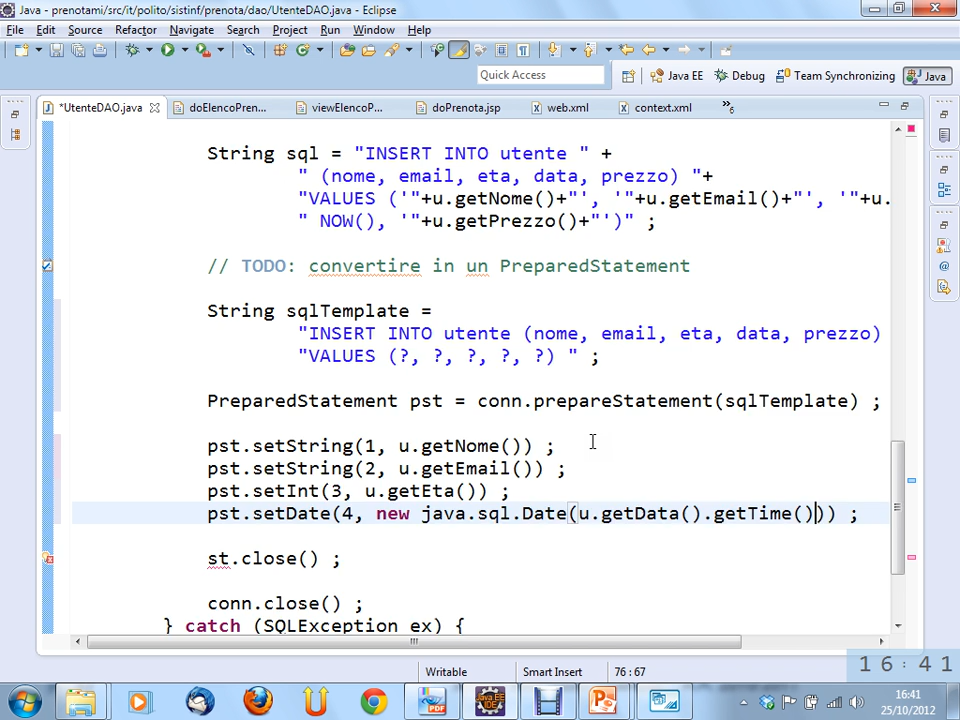 Java - prenotami/src/it/polito/sistinf/prenota/dao/UtenteDAO.java - Eclipse
File Edit Source Refactor Navigate Search Project Run Window Help
Quick Access
Java EE Debug Team Synchronizing Java
*UtenteDAO.java doElencoPren... viewElencoP... doPrenota.jsp web.xml context.xml »6
String sql = "INSERT INTO utente " +
" (nome, email, eta, data, prezzo) "+
"VALUES ('"+u.getNome()+"', '"+u.getEmail()+"', '"+u.
" NOW(), '"+u.getPrezzo()+"')" ;
// TODO: convertire in un PreparedStatement
String sqlTemplate =
"INSERT INTO utente (nome, email, eta, data, prezzo)
"VALUES (?, ?, ?, ?, ?) " ;
PreparedStatement pst = conn.prepareStatement(sqlTemplate) ;
pst.setString(1, u.getNome()) ;
pst.setString(2, u.getEmail()) ;
pst.setInt(3, u.getEta()) ;
pst.setDate(4, new java.sql.Date(u.getData().getTime())) ;
st.close() ;
conn.close() ;
} catch (SQLException ex) {
Writable Smart Insert 76 : 67
16:41
16:41
25/10/2012